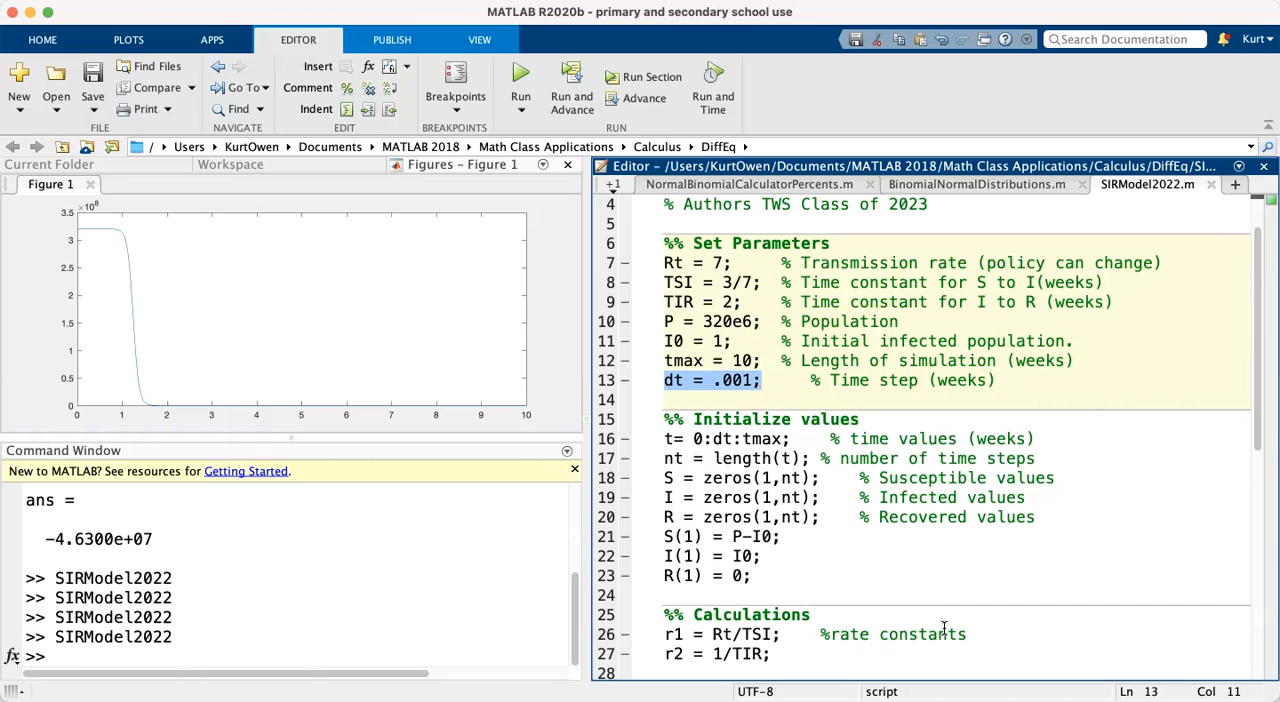 MATLAB R2020b - primary and secondary school use
HOME PLOTS APPS EDITOR PUBLISH VIEW Search Documentation Kurt
New Open Save Find Files Compare Print
Go To Find
Insert fx Comment % Indent
Breakpoints
Run Run and Advance Run Section Advance Run and Time
FILE NAVIGATE EDIT BREAKPOINTS RUN
/ Users KurtOwen Documents MATLAB 2018 Math Class Applications Calculus DiffEq
Current Folder Workspace Figures - Figure 1
Figure 1
×10^8
3.5
3
2.5
2
1.5
1
0.5
0
0 1 2 3 4 5 6 7 8 9 10
Command Window
New to MATLAB? See resources for Getting Started.
ans =
-4.6300e+07
>> SIRModel2022
>> SIRModel2022
>> SIRModel2022
>> SIRModel2022
fx >>
Editor - /Users/KurtOwen/Documents/MATLAB 2018/Math Class Applications/Calculus/DiffEq/SI...
+1 NormalBinomialCalculatorPercents.m BinomialNormalDistributions.m SIRModel2022.m +
4 % Authors TWS Class of 2023
5
6 %% Set Parameters
7 - Rt = 7; % Transmission rate (policy can change)
8 - TSI = 3/7; % Time constant for S to I(weeks)
9 - TIR = 2; % Time constant for I to R (weeks)
10 - P = 320e6; % Population
11 - I0 = 1; % Initial infected population.
12 - tmax = 10; % Length of simulation (weeks)
13 - dt = .001; % Time step (weeks)
14
15 %% Initialize values
16 - t= 0:dt:tmax; % time values (weeks)
17 - nt = length(t); % number of time steps
18 - S = zeros(1,nt); % Susceptible values
19 - I = zeros(1,nt); % Infected values
20 - R = zeros(1,nt); % Recovered values
21 - S(1) = P-I0;
22 - I(1) = I0;
23 - R(1) = 0;
24
25 %% Calculations
26 - r1 = Rt/TSI; %rate constants
27 - r2 = 1/TIR;
28
UTF-8 script Ln 13 Col 11